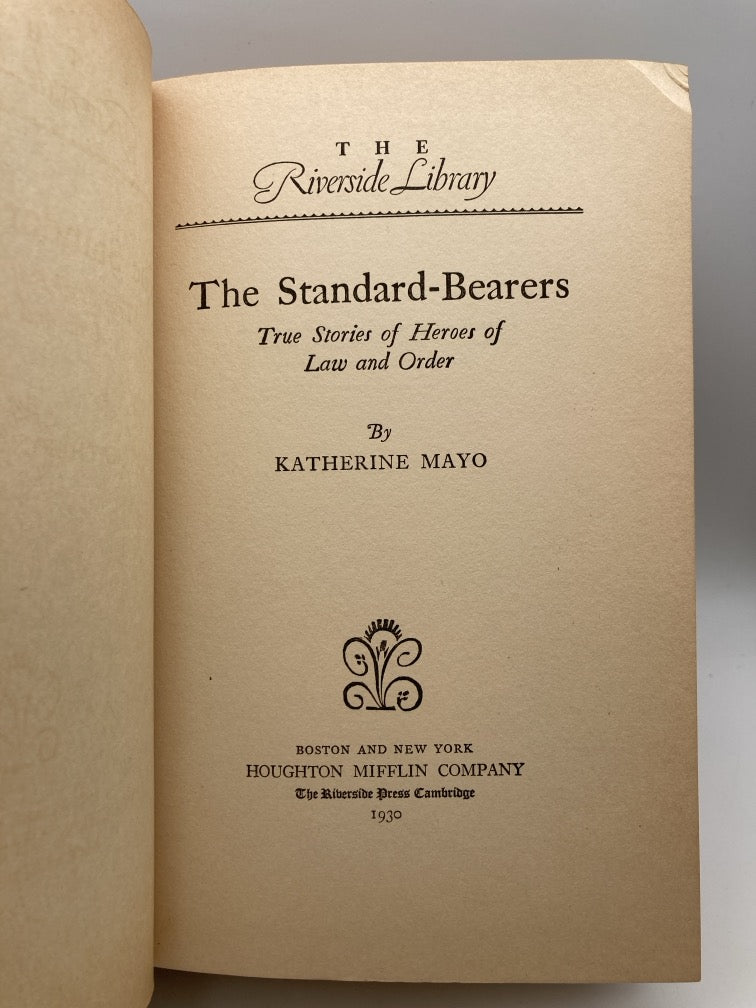 THE
Riverside Library
The Standard-Bearers
True Stories of Heroes of
Law and Order
By
KATHERINE MAYO
BOSTON AND NEW YORK
HOUGHTON MIFFLIN COMPANY
The Riverside Press Cambridge
1930